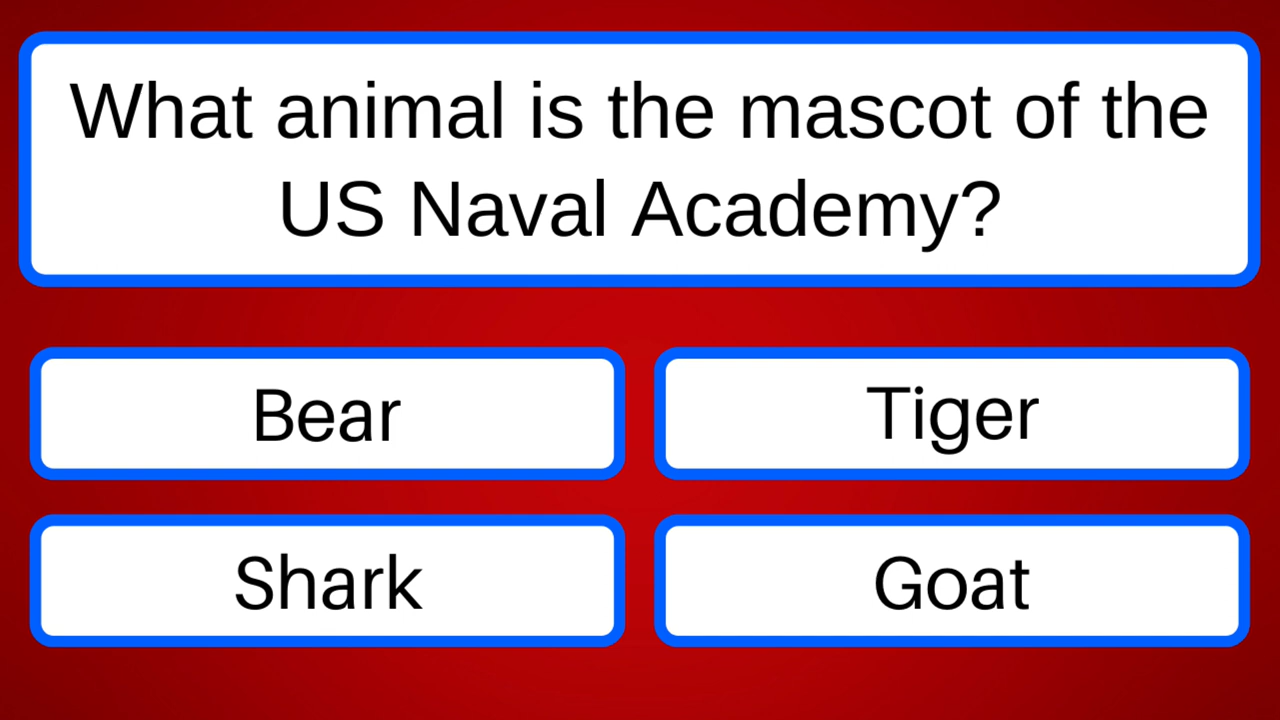 What animal is the mascot of the
US Naval Academy?
Bear
Tiger
Shark
Goat